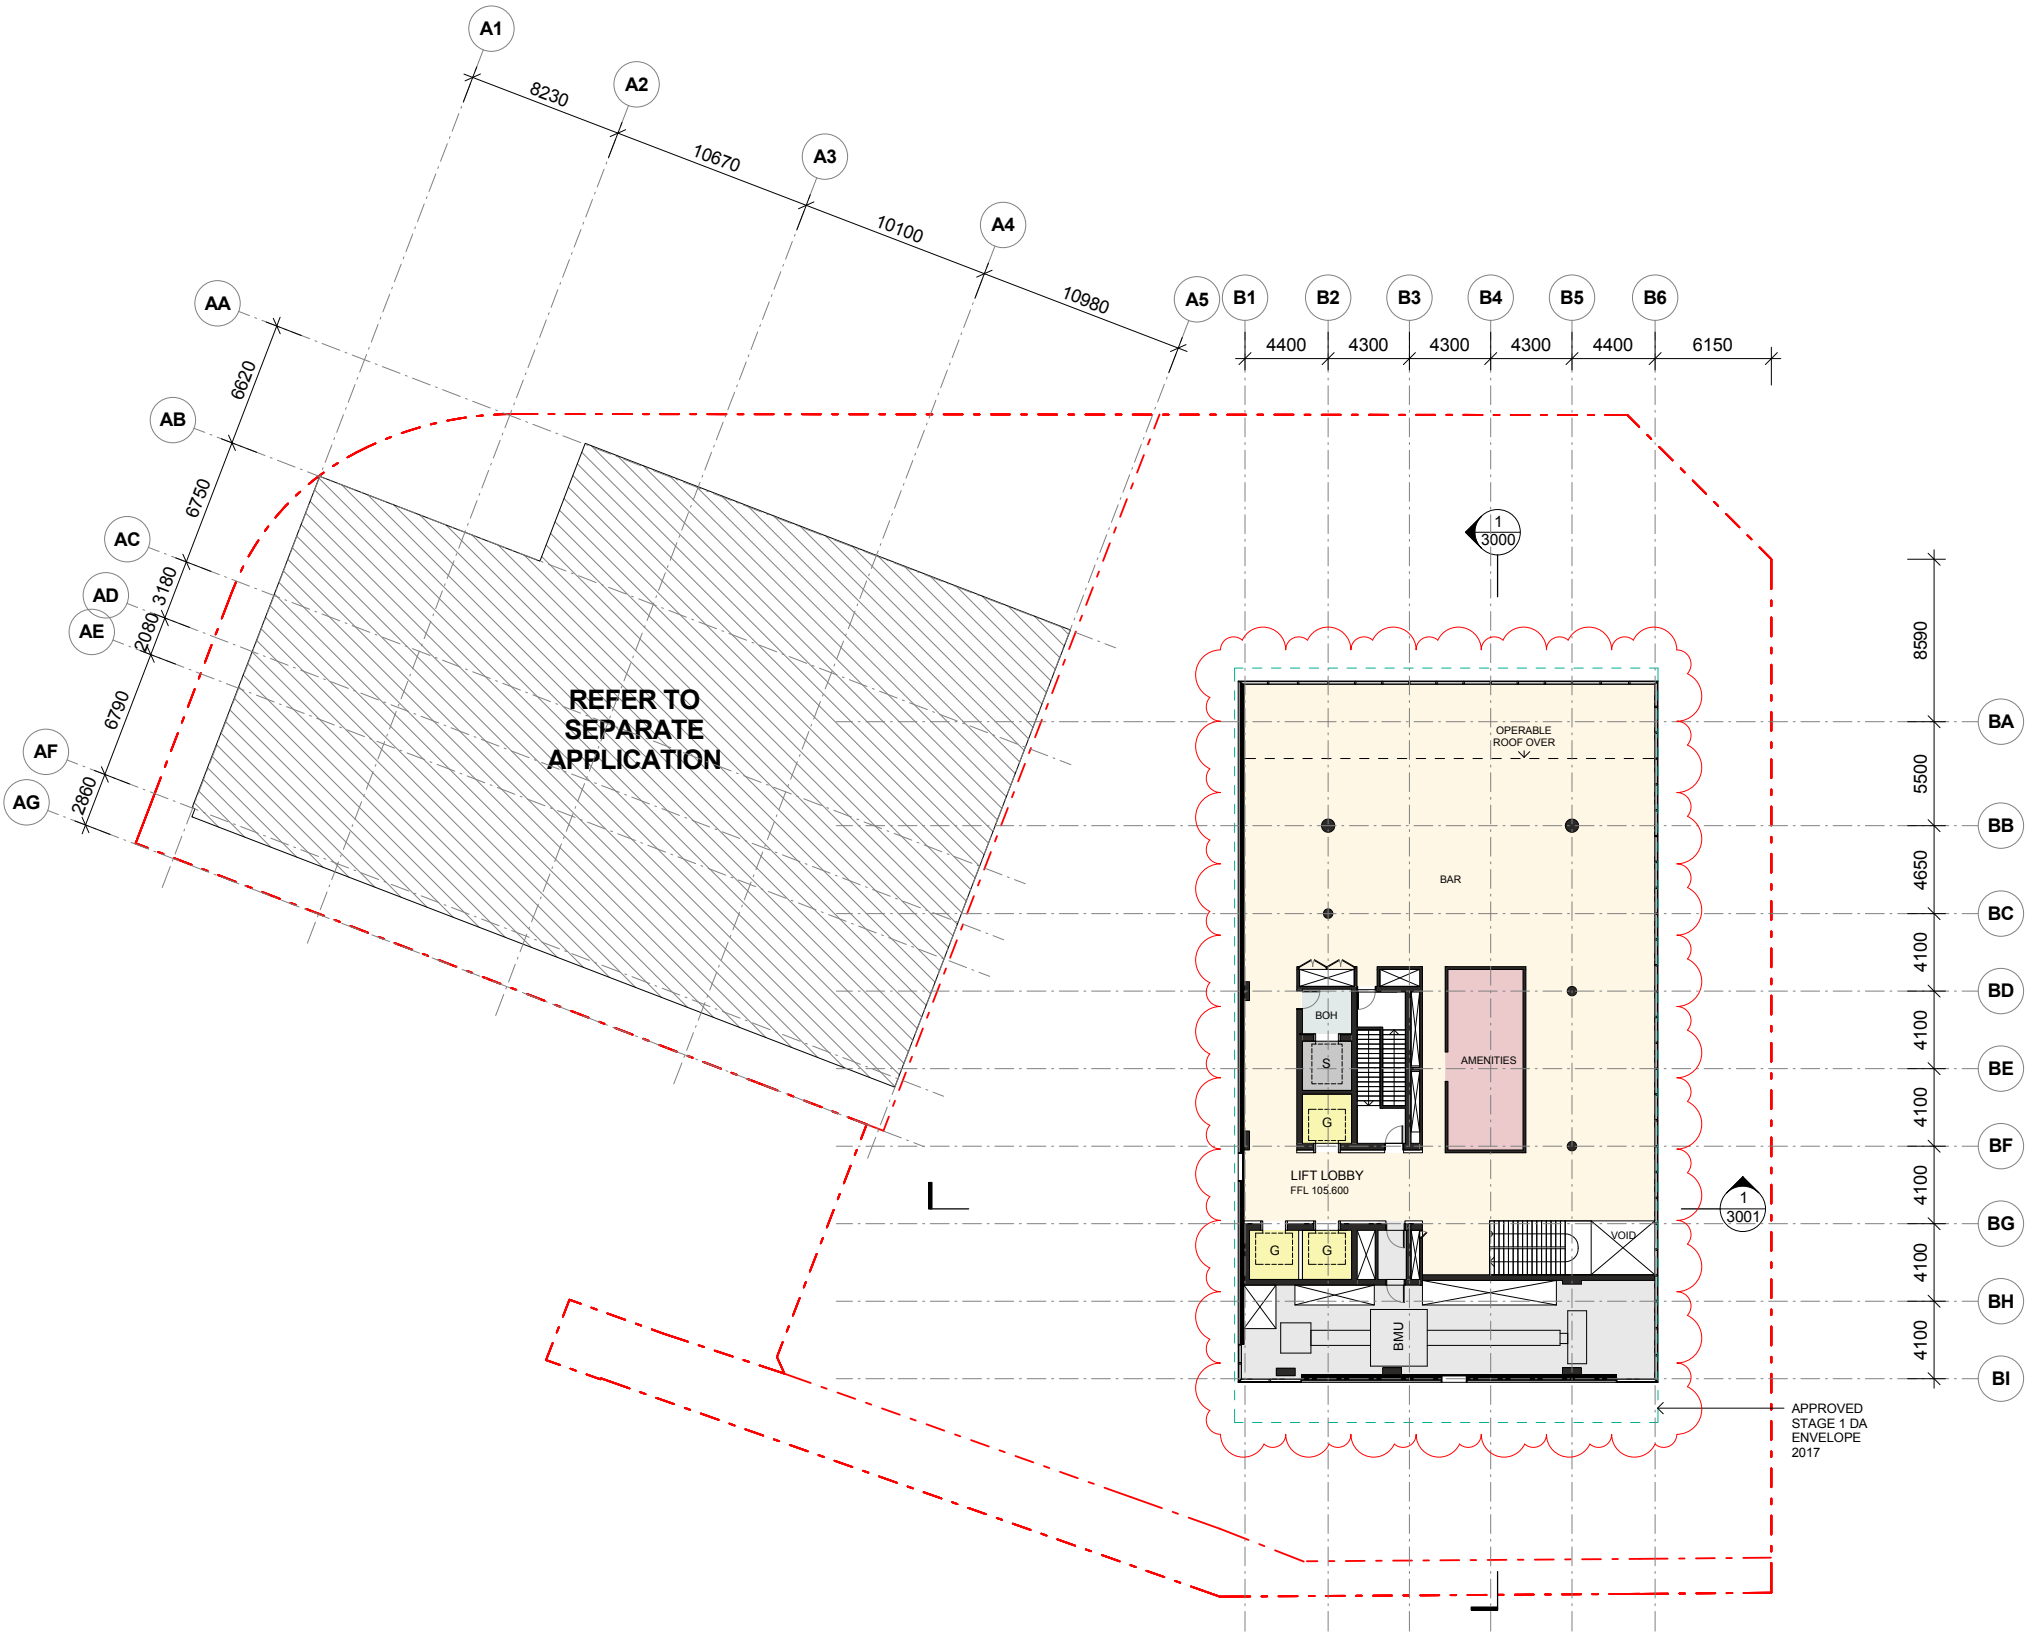 A1
A2
A3
A4
A5
8230
10670
10100
10980
B1
B2
B3
B4
B5
B6
4400
4300
4300
4300
4400
6150
AA
AB
AC
AD
AE
AF
AG
6620
6750
3180
2080
6790
2860
REFER TO
SEPARATE
APPLICATION
1
3000
OPERABLE
ROOF OVER
BAR
BOH
S
G
AMENITIES
LIFT LOBBY
FFL 105.600
G
G
VOID
BMU
1
3001
8590
5500
4650
4100
4100
4100
4100
4100
4100
BA
BB
BC
BD
BE
BF
BG
BH
BI
APPROVED
STAGE 1 DA
ENVELOPE
2017